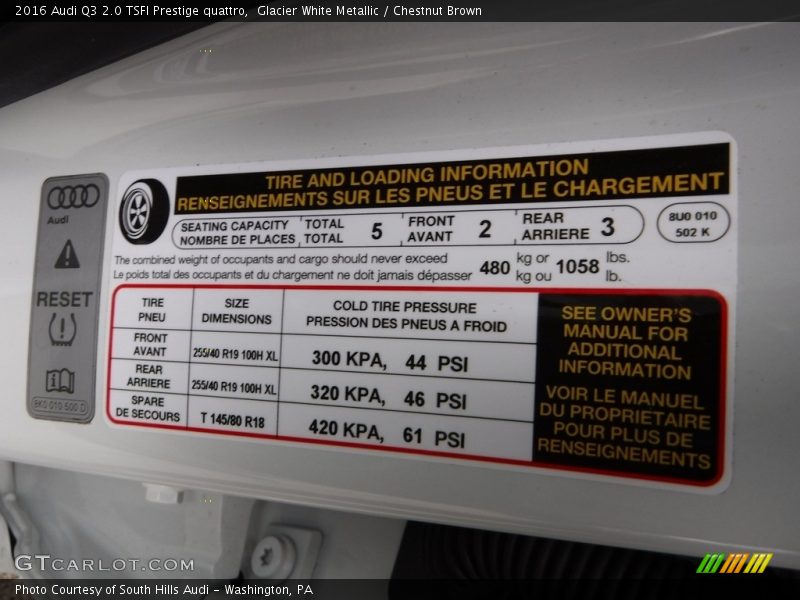 2016 Audi Q3 2.0 TSFI Prestige quattro,  Glacier White Metallic / Chestnut Brown
Audi
RESET
8K0 010 500 D
TIRE AND LOADING INFORMATION
RENSEIGNEMENTS SUR LES PNEUS ET LE CHARGEMENT
SEATING CAPACITY TOTAL 5 FRONT 2 REAR 3
NOMBRE DE PLACES TOTAL AVANT ARRIERE
8U0 010
502 K
The combined weight of occupants and cargo should never exceed 480 kg or 1058 lbs.
Le poids total des occupants et du chargement ne doit jamais dépasser kg ou lb.
TIRE SIZE COLD TIRE PRESSURE
PNEU DIMENSIONS PRESSION DES PNEUS A FROID
FRONT
AVANT 255/40 R19 100H XL 300 KPA, 44 PSI
REAR
ARRIERE 255/40 R19 100H XL 320 KPA, 46 PSI
SPARE
DE SECOURS T 145/80 R18 420 KPA, 61 PSI
SEE OWNER'S
MANUAL FOR
ADDITIONAL
INFORMATION
VOIR LE MANUEL
DU PROPRIETAIRE
POUR PLUS DE
RENSEIGNEMENTS
GTCARLOT.COM
Photo Courtesy of South Hills Audi - Washington, PA